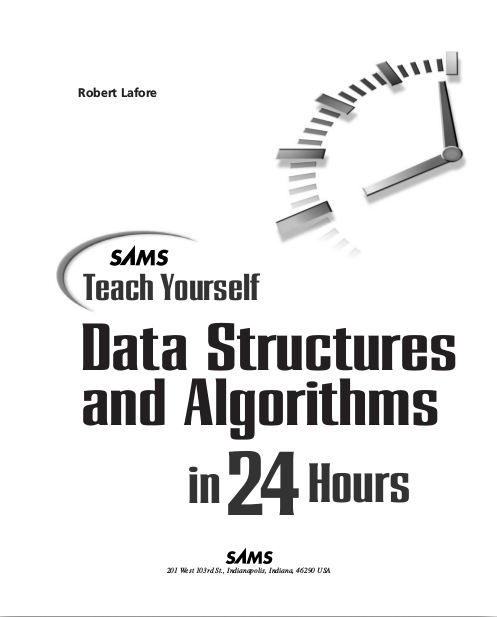 Robert Lafore
SAMS
Teach Yourself
Data Structures
and Algorithms
in 24 Hours
SAMS
201 West 103rd St., Indianapolis, Indiana, 46290 USA